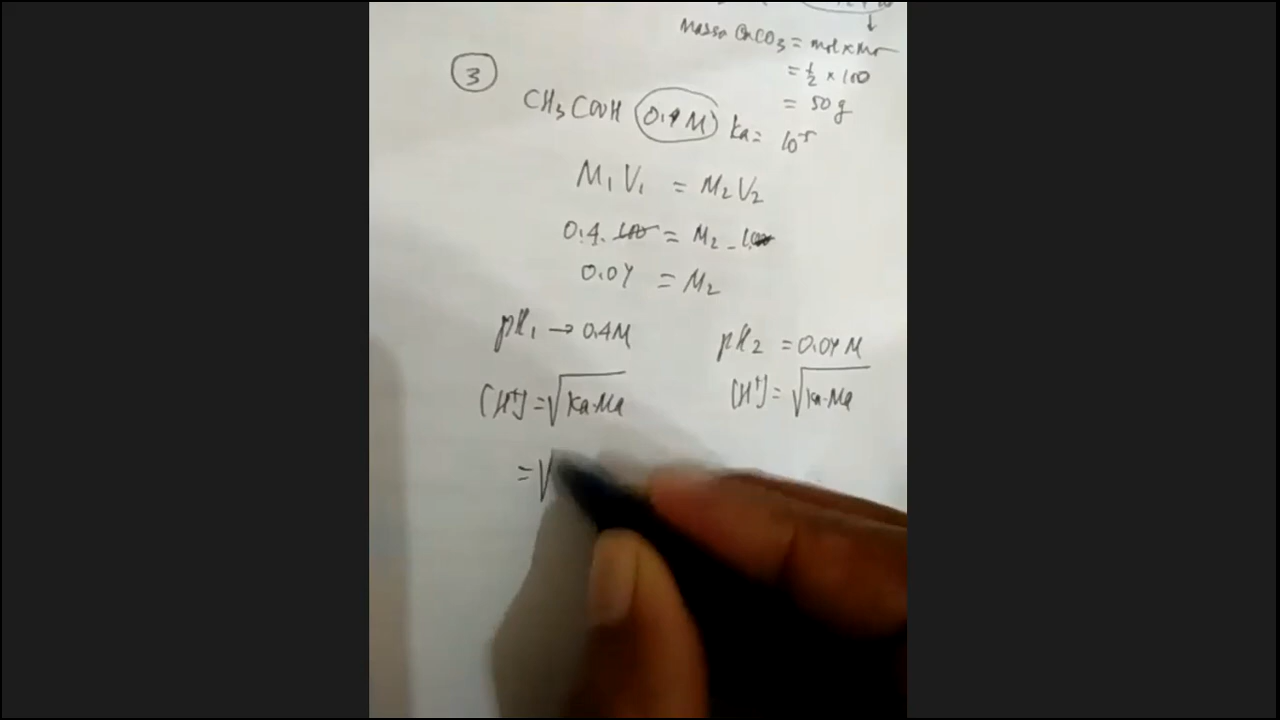 Massa CaCO3 = mol x Mr
= 1/2 x 100
= 50 g
3
CH3COOH 0.4 M Ka = 10^-5
M1 V1 = M2 V2
0.4. 100 = M2 - 1000
0.04 = M2
pH1 → 0.4M
pH2 = 0.04 M
[H+] = √Ka.Ma
[H+] = √Ka.Ma
= √